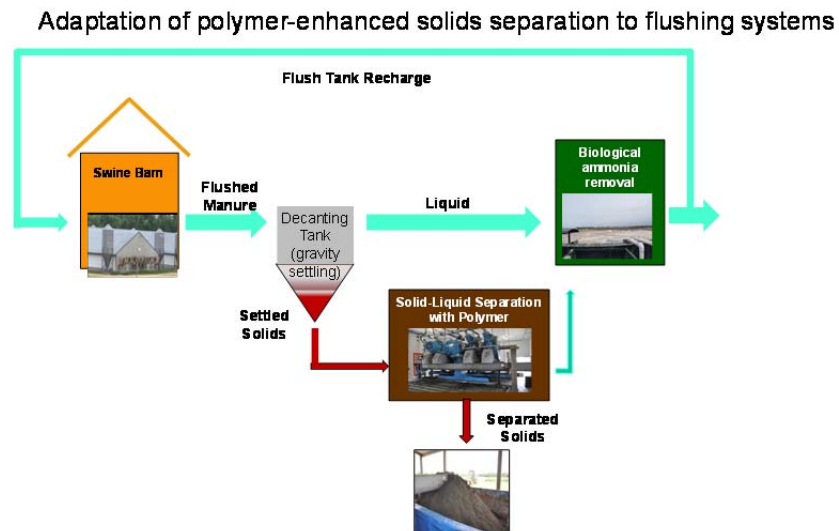 Adaptation of polymer-enhanced solids separation to flushing systems
Flush Tank Recharge
Swine Barn
Flushed
Manure
Decanting
Tank
(gravity
settling)
Liquid
Biological
ammonia
removal
Settled
Solids
Solid-Liquid Separation
with Polymer
Separated
Solids